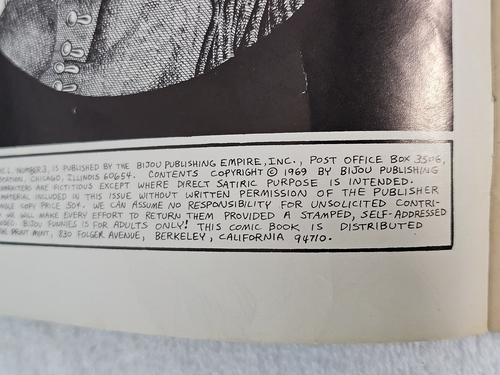 NUMBER 3, IS PUBLISHED BY THE BIJOU PUBLISHING EMPIRE, INC., POST OFFICE BOX 3506,
STATION, CHICAGO, ILLINOIS 60654. CONTENTS COPYRIGHT © 1969 BY BIJOU PUBLISHING
CHARACTERS ARE FICTITIOUS EXCEPT WHERE DIRECT SATIRIC PURPOSE IS INTENDED.
MATERIAL INCLUDED IN THIS ISSUE WITHOUT WRITTEN PERMISSION OF THE PUBLISHER
SINGLE COPY PRICE 50¢. WE CAN ASSUME NO RESPONSIBILITY FOR UNSOLICITED CONTRI-
WE WILL MAKE EVERY EFFORT TO RETURN THEM PROVIDED A STAMPED, SELF-ADDRESSED
BIJOU FUNNIES IS FOR ADULTS ONLY! THIS COMIC BOOK IS DISTRIBUTED
PRINT MINT, 830 FOLGER AVENUE, BERKELEY, CALIFORNIA 94710.